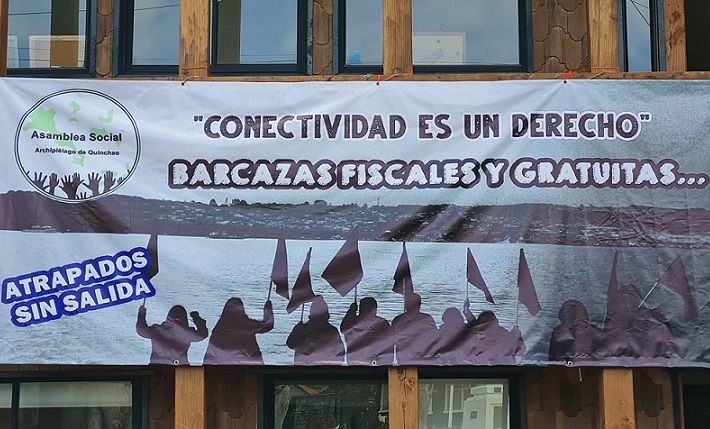 Asamblea Social
Archipiélago de Quinchao
"CONECTIVIDAD ES UN DERECHO"
BARCAZAS FISCALES Y GRATUITAS...
ATRAPADOS
SIN SALIDA